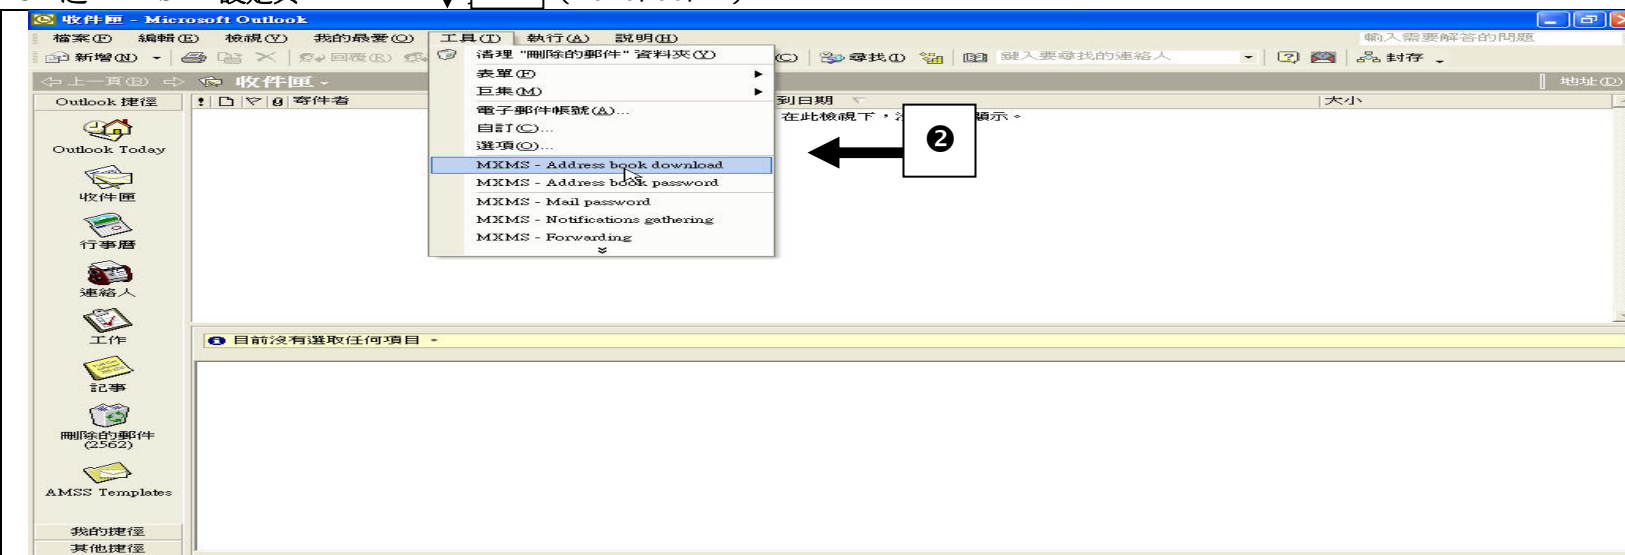 收件匣 - Microsoft Outlook
檔案(F) 編輯(E) 檢視(V) 我的最愛(O) 工具(T) 執行(A) 說明(H) 輸入需要解答的問題
新增(N) 回覆(R) 尋找(I) 鍵入要尋找的連絡人 封存
上一頁(B) 收件匣 地址(D)
清理 "刪除的郵件" 資料夾(Y)
表單(F)
巨集(M)
電子郵件帳號(A)...
自訂(C)...
選項(O)...
MXMS - Address book download
MXMS - Address book password
MXMS - Mail password
MXMS - Notifications gathering
MXMS - Forwarding
Outlook 捷徑 寄件者 到日期 大小
在此檢視下, 顯示。
❷
Outlook Today
收件匣
行事曆
連絡人
工作
記事
刪除的郵件
(2562)
AMSS Templates
我的捷徑
其他捷徑
目前沒有選取任何項目。